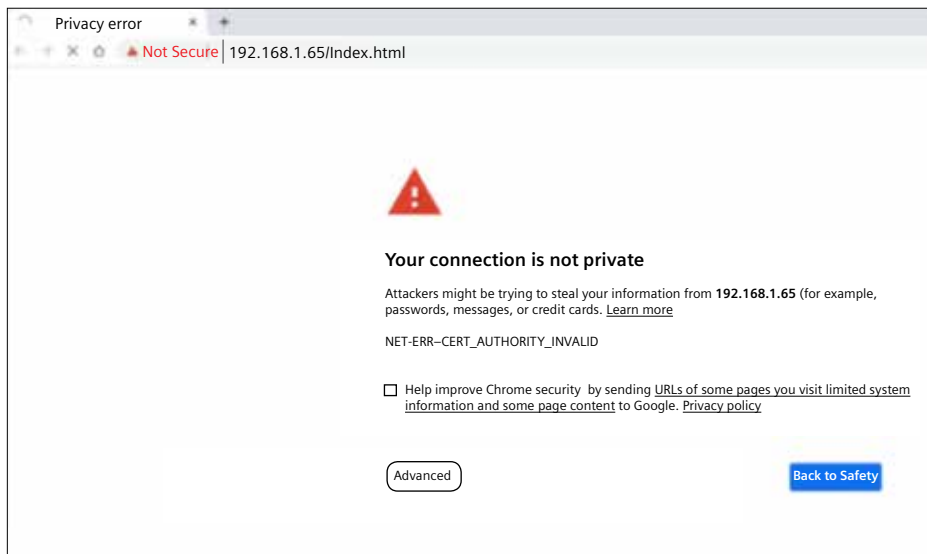 Privacy error
Not Secure 192.168.1.65/Index.html
Your connection is not private
Attackers might be trying to steal your information from 192.168.1.65 (for example,
passwords, messages, or credit cards. Learn more
NET-ERR–CERT_AUTHORITY_INVALID
Help improve Chrome security by sending URLs of some pages you visit limited system
information and some page content to Google. Privacy policy
Advanced
Back to Safety